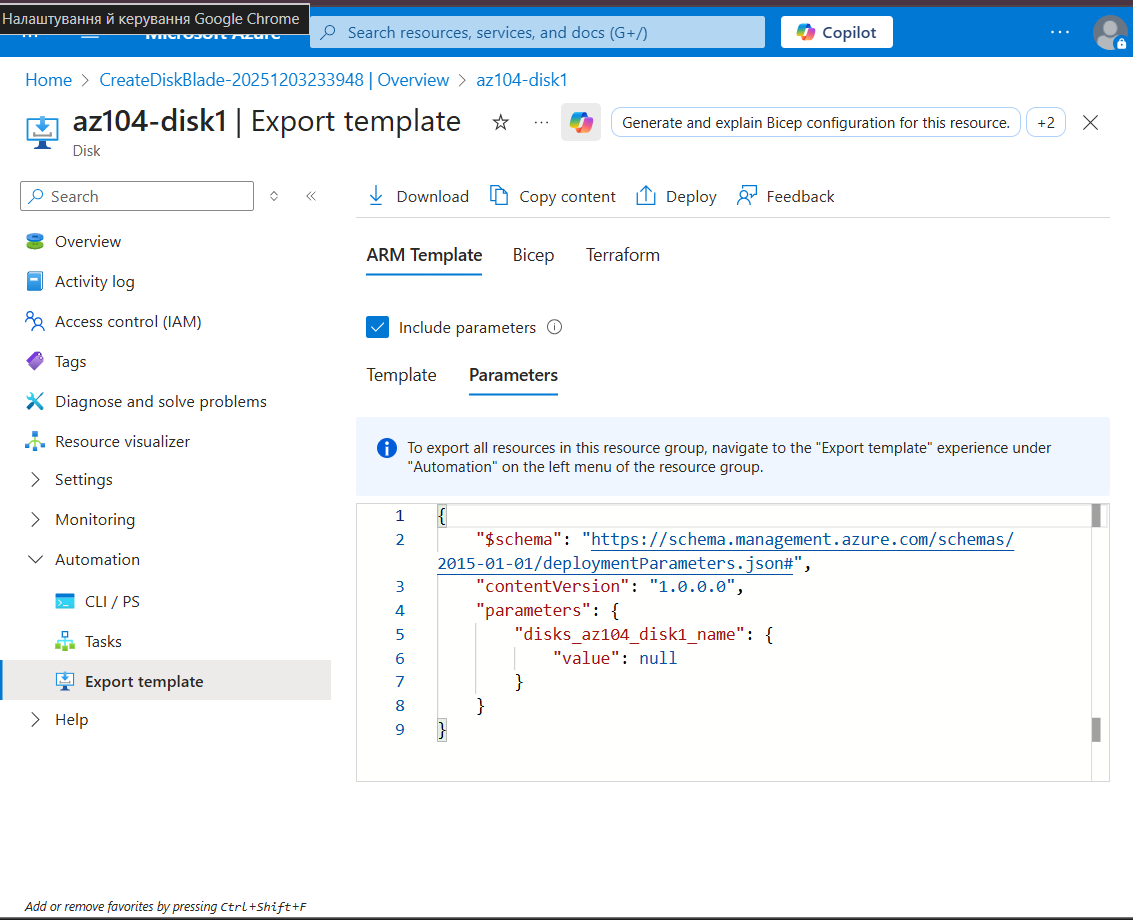 Налаштування й керування Google Chrome
Microsoft Azure
Search resources, services, and docs (G+/)
Copilot
Home > CreateDiskBlade-20251203233948 | Overview > az104-disk1
az104-disk1 | Export template
Generate and explain Bicep configuration for this resource.
+2
Disk
Search
Download
Copy content
Deploy
Feedback
Overview
Activity log
Access control (IAM)
Tags
Diagnose and solve problems
Resource visualizer
Settings
Monitoring
Automation
CLI / PS
Tasks
Export template
Help
ARM Template
Bicep
Terraform
Include parameters
Template
Parameters
To export all resources in this resource group, navigate to the "Export template" experience under
"Automation" on the left menu of the resource group.
1 {
2 "$schema": "https://schema.management.azure.com/schemas/
2015-01-01/deploymentParameters.json#",
3 "contentVersion": "1.0.0.0",
4 "parameters": {
5 "disks_az104_disk1_name": {
6 "value": null
7 }
8 }
9 }
Add or remove favorites by pressing Ctrl+Shift+F